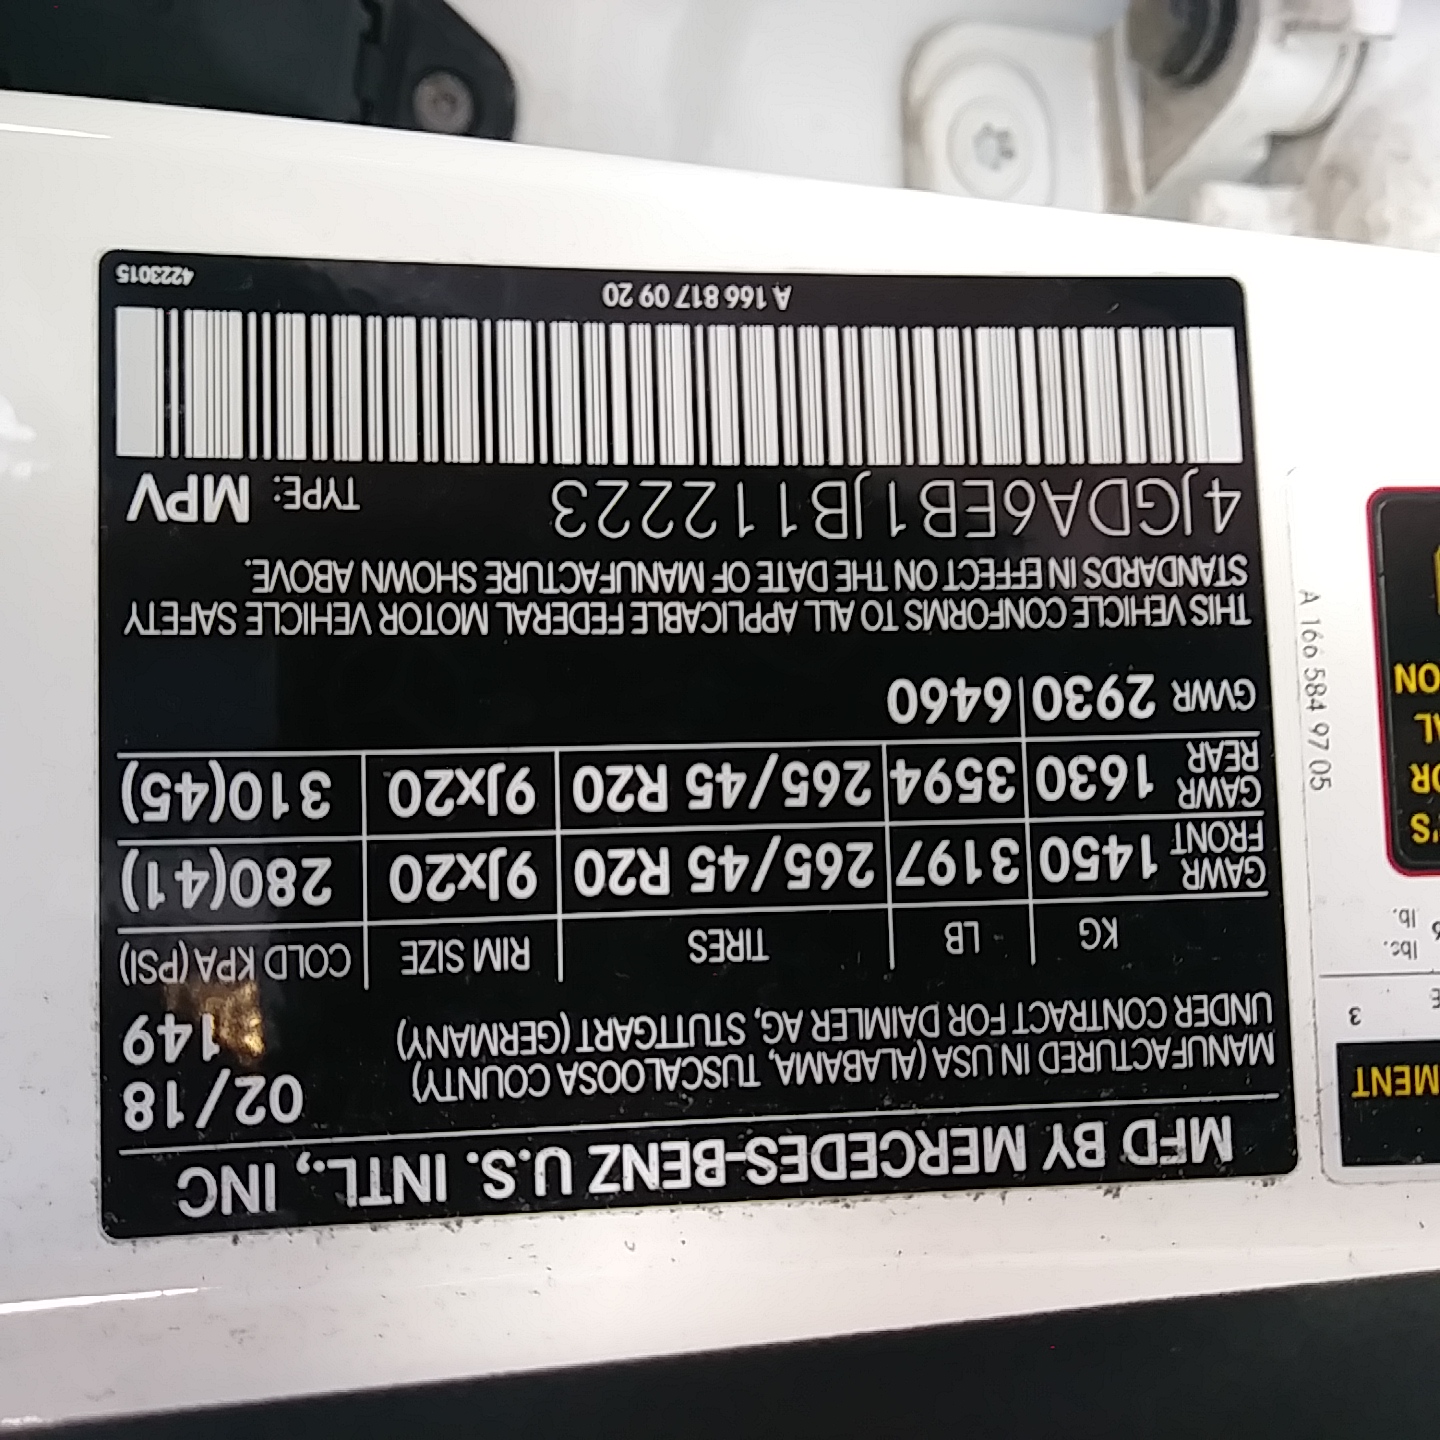 MFD BY MERCEDES-BENZ U.S. INTL., INC
MANUFACTURED IN USA (ALABAMA, TUSCALOOSA COUNTY)
UNDER CONTRACT FOR DAIMLER AG, STUTTGART (GERMANY)
02/18
149
KG LB TIRES RIM SIZE COLD KPA (PSI)
GAWR FRONT 1450 3197 265/45 R20 9Jx20 280(41)
GAWR REAR 1630 3594 265/45 R20 9Jx20 310(45)
GVWR 2930 6460
THIS VEHICLE CONFORMS TO ALL APPLICABLE FEDERAL MOTOR VEHICLE SAFETY
STANDARDS IN EFFECT ON THE DATE OF MANUFACTURE SHOWN ABOVE.
4JGDA6EB1JB112223 TYPE: MPV
A 166 817 09 20
4223015
A 166 584 97 05
MENT
3
lbs.
lb.